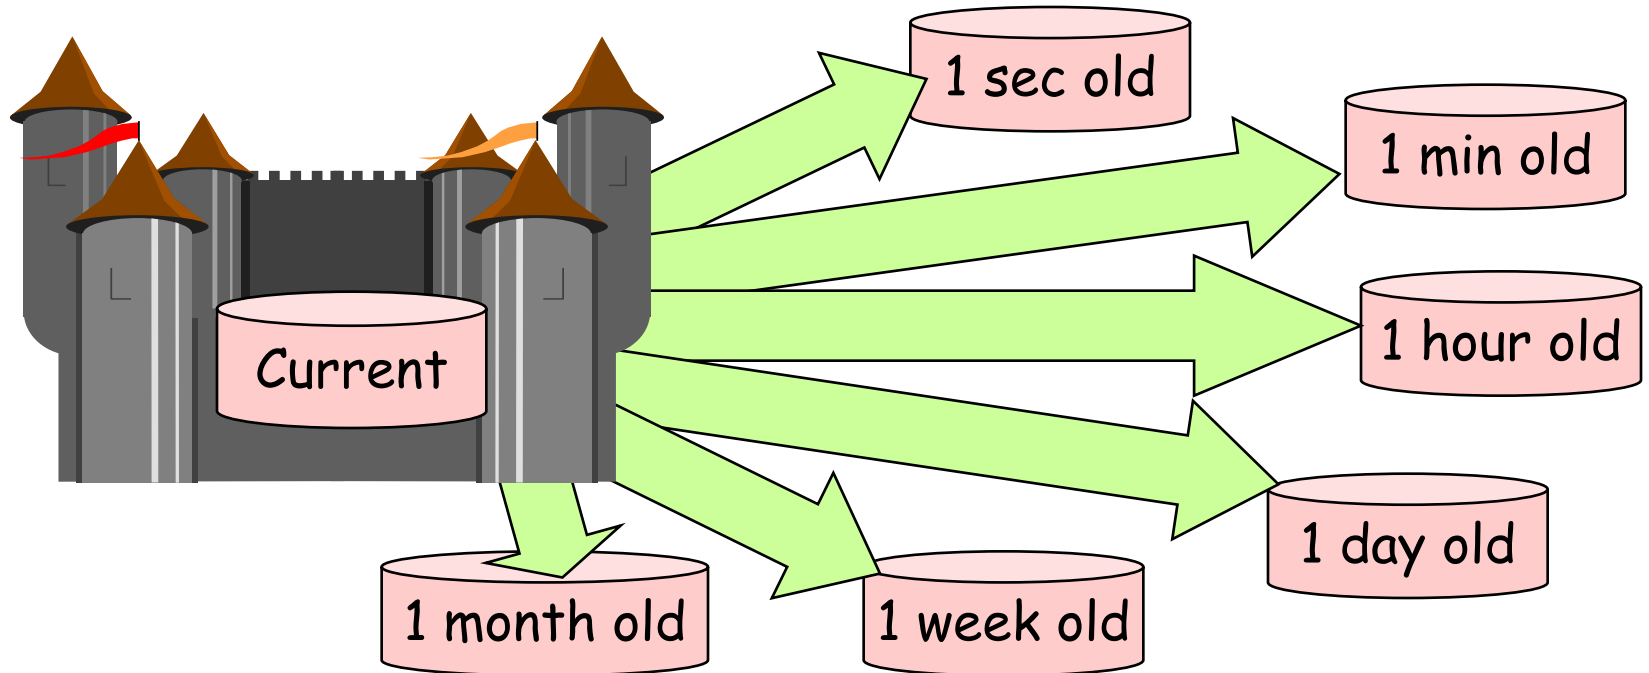 1 sec old
1 min old
1 hour old
Current
1 day old
1 month old
1 week old